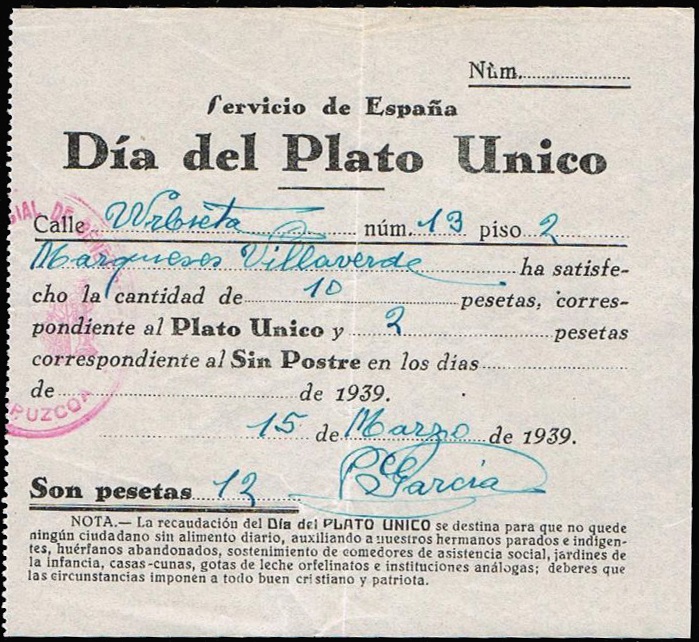 Núm.
Servicio de España
Día del Plato Unico
Calle Urbieta núm. 13 piso 2
Marqueses Villaverde ha satisfe-
cho la cantidad de 10 pesetas, corres-
pondiente al Plato Unico y 2 pesetas
correspondiente al Sin Postre en los días
de de 1939.
15 de Marzo de 1939.
Son pesetas 12 García
NOTA.— La recaudación del Día del PLATO UNICO se destina para que no quede
ningún ciudadano sin alimento diario, auxiliando a nuestros hermanos parados e indigen-
tes, huérfanos abandonados, sostenimiento de comedores de asistencia social, jardines de
la infancia, casas-cunas, gotas de leche orfelinatos e instituciones análogas; deberes que
las circunstancias imponen a todo buen cristiano y patriota.